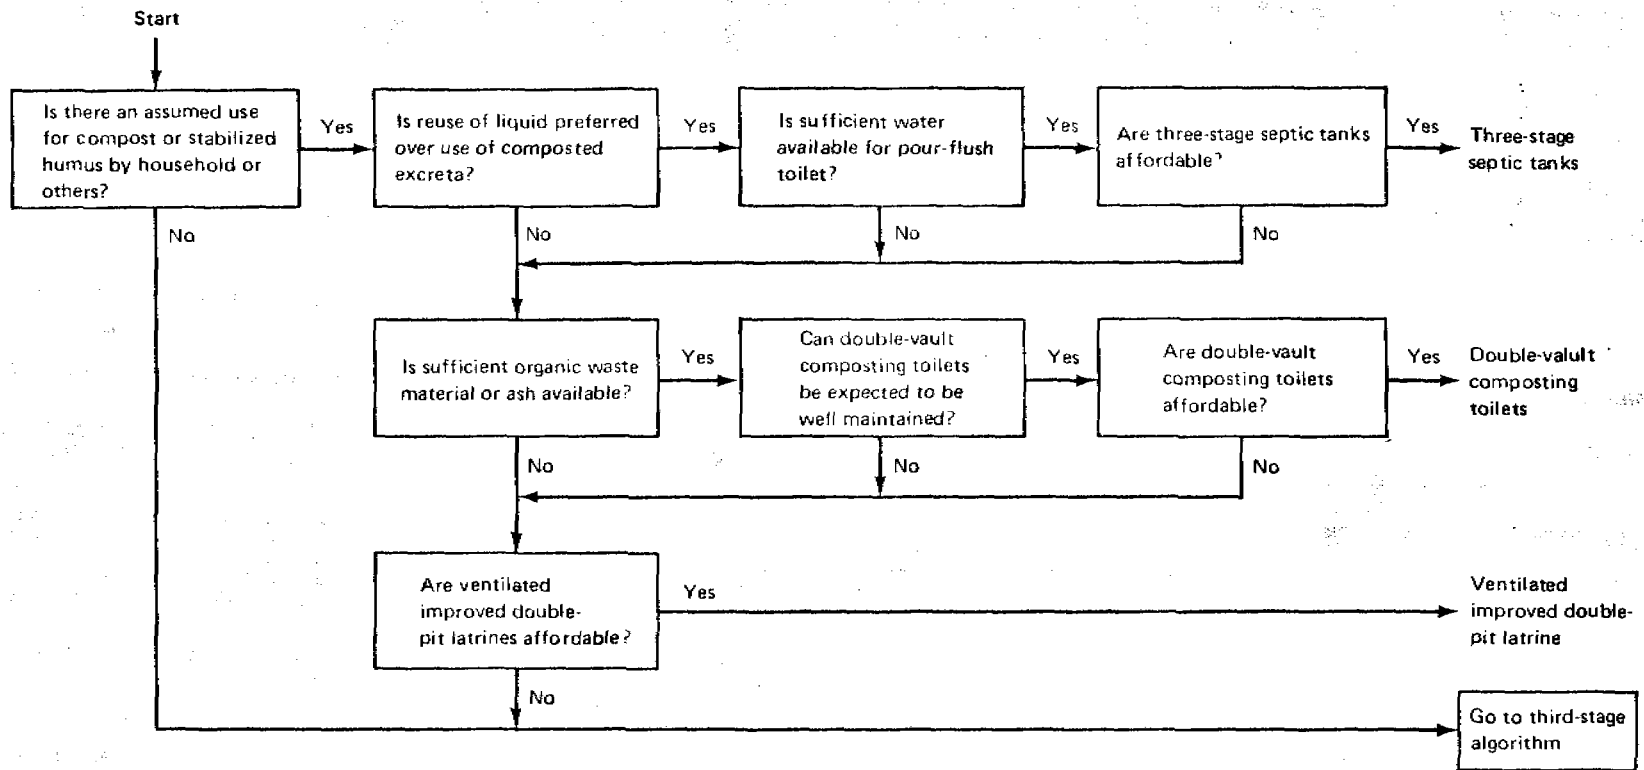 Start
Is there an assumed use
for compost or stabilized
humus by household or
others?
Yes
Is reuse of liquid preferred
over use of composted
excreta?
Yes
Is sufficient water
available for pour-flush
toilet?
Yes
Are three-stage septic tanks
affordable?
Yes
Three-stage
septic tanks
No
No
No
No
Is sufficient organic waste
material or ash available?
Yes
Can double-vault
composting toilets
be expected to be
well maintained?
Yes
Are double-vault
composting toilets
affordable?
Yes
Double-valult
composting
toilets
No
No
No
Are ventilated
improved double-
pit latrines affordable?
Yes
Ventilated
improved double-
pit latrine
No
Go to third-stage
algorithm